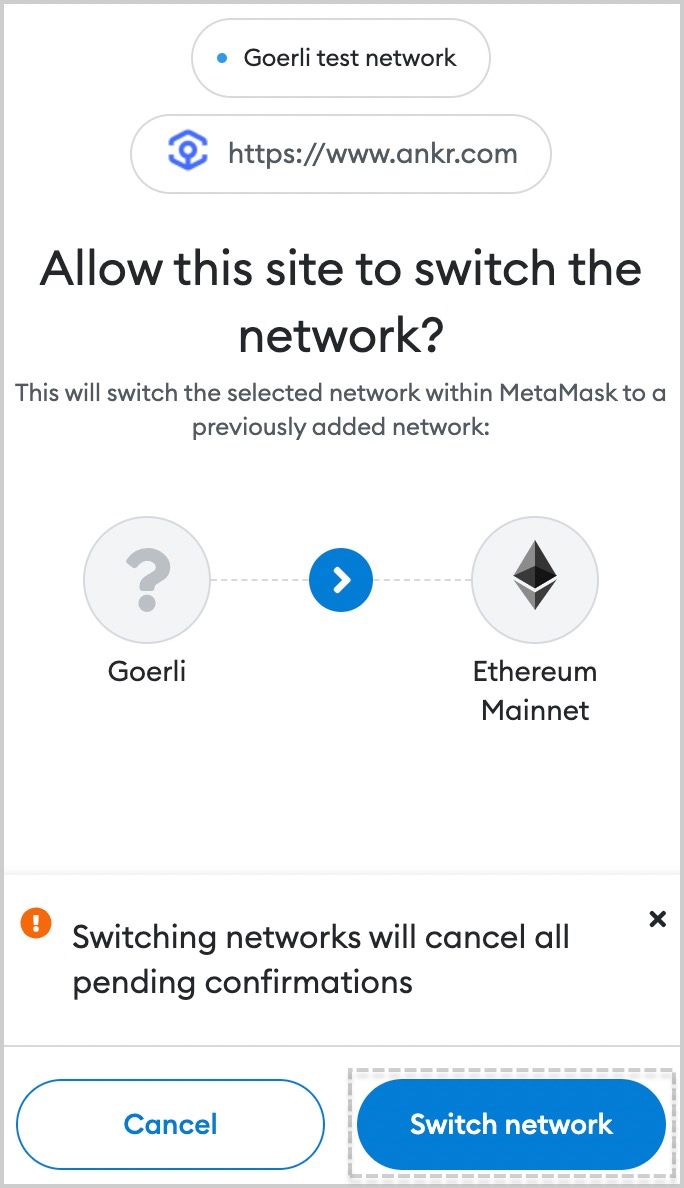 Goerli test network
https://www.ankr.com
Allow this site to switch the
network?
This will switch the selected network within MetaMask to a
previously added network:
?
Goerli
Ethereum
Mainnet
Switching networks will cancel all
pending confirmations
Cancel
Switch network